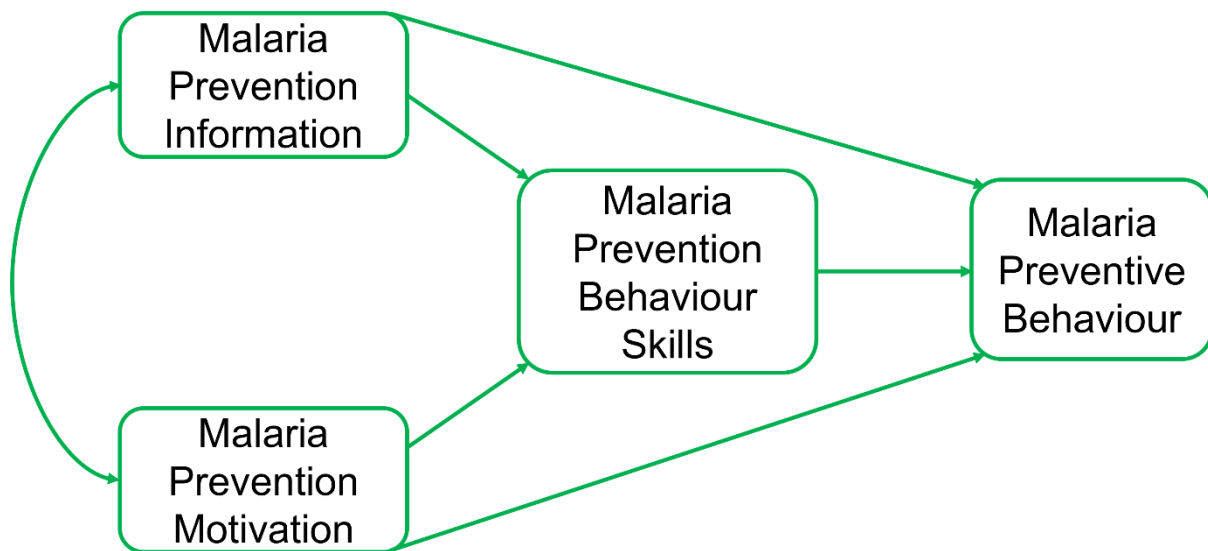 Malaria
Prevention
Information
Malaria
Prevention
Behaviour
Skills
Malaria
Preventive
Behaviour
Malaria
Prevention
Motivation